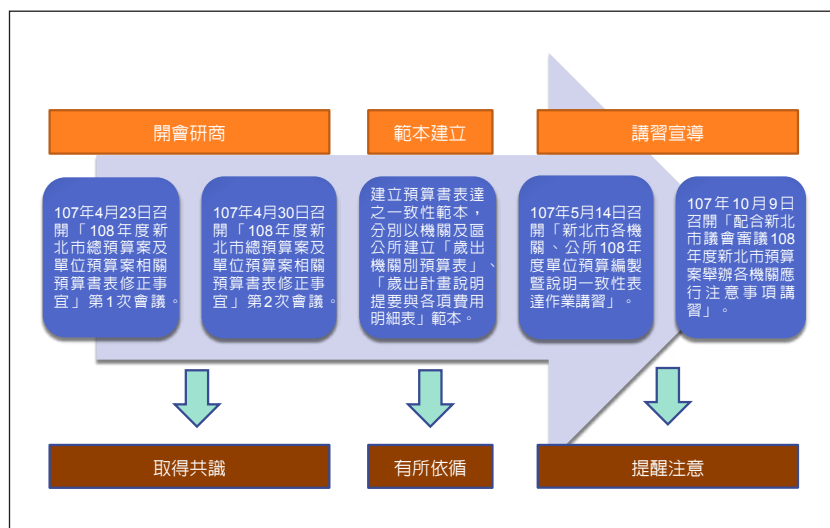 開會研商
範本建立
講習宣導
107年4月23日召
開「108年度新
北市總預算案及
單位預算案相關
預算書表修正事
宜」第1次會議。
107年4月30日召
開「108年度新
北市總預算案及
單位預算案相關
預算書表修正事
宜」第2次會議。
建立預算書表達
之一致性範本，
分別以機關及區
公所建立「歲出
機關別預算表」、
「歲出計畫說明
提要與各項費用
明細表」範本。
107年5月14日召
開「新北市各機
關、公所108年
度單位預算編製
暨說明一致性表
達作業講習」。
107年10月9日
召開「配合新北
市議會審議108
年度新北市預算
案舉辦各機關應
行注意事項講
習」。
取得共識
有所依循
提醒注意